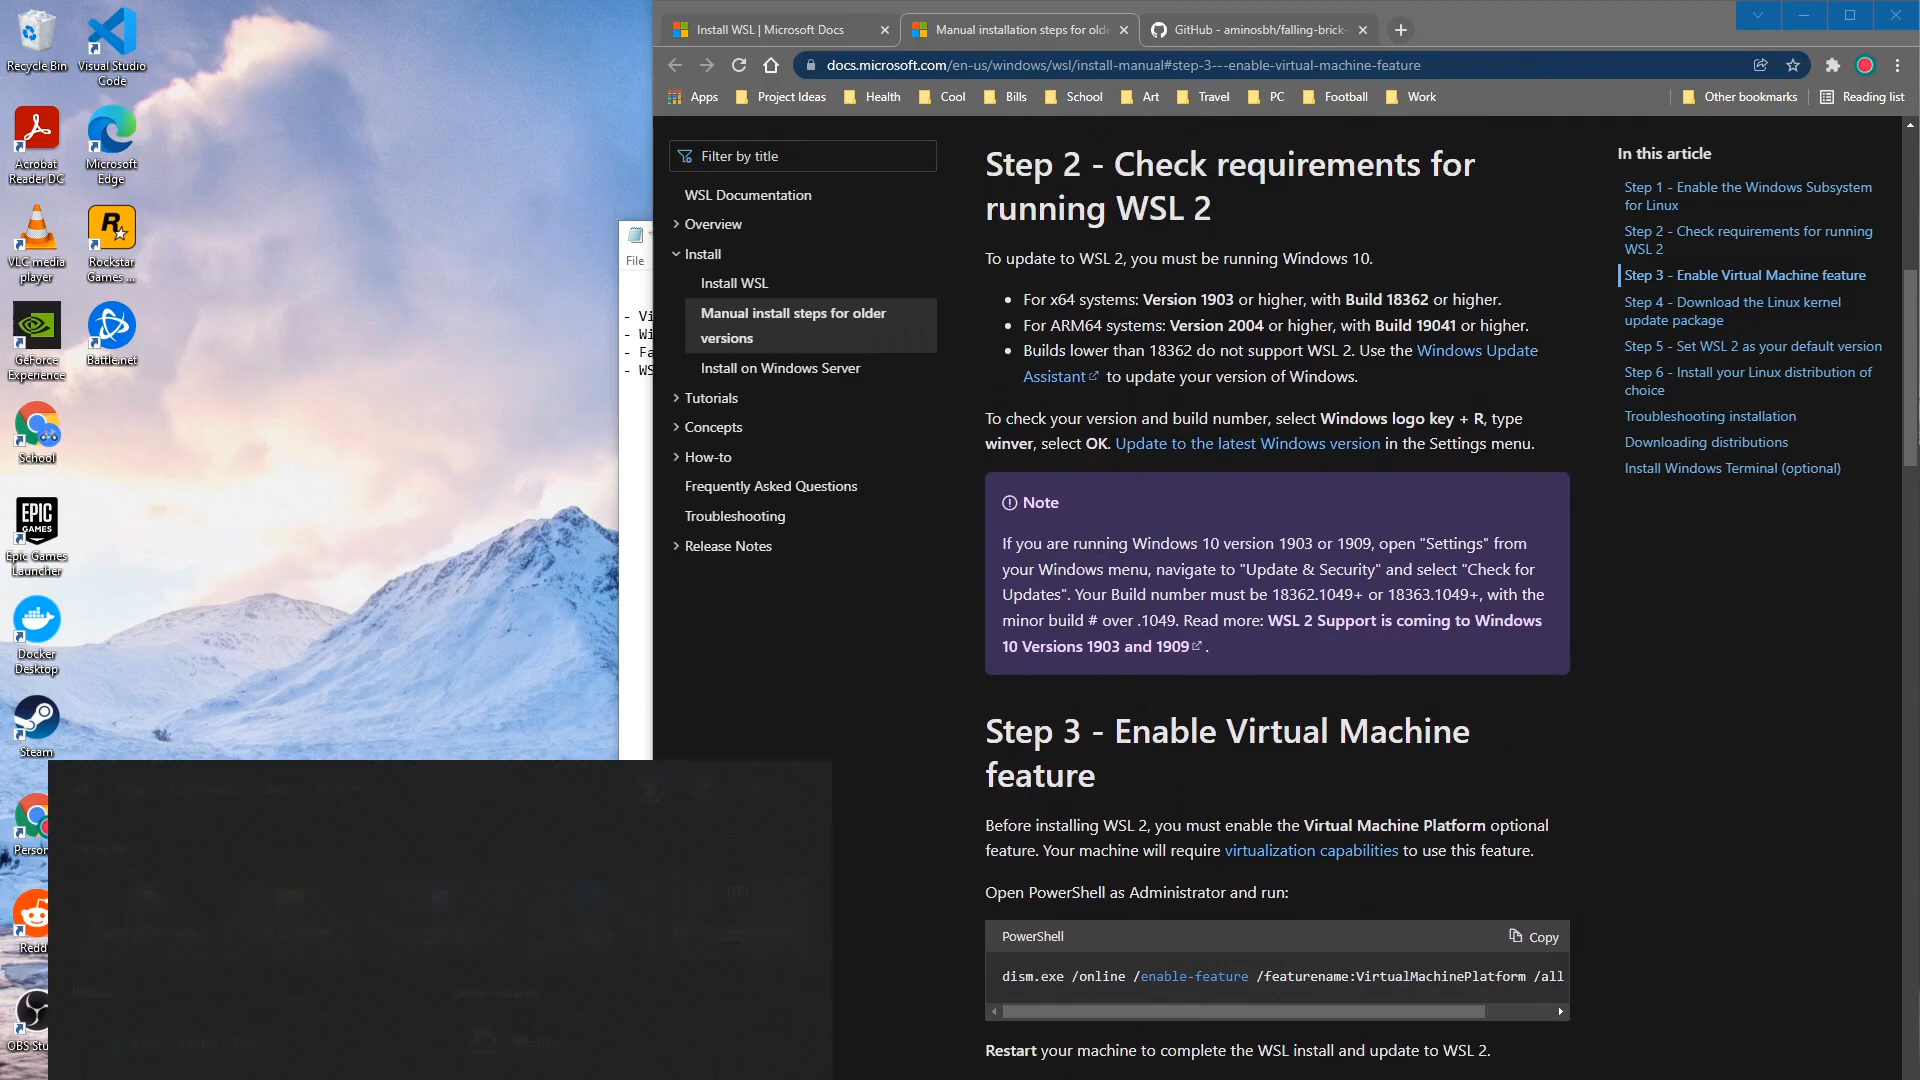 Recycle Bin
Visual Studio
Code
Acrobat
Reader DC
Microsoft
Edge
VLC media
player
Rockstar
Games ...
GeForce
Experience
Battle.net
School
EPIC
GAMES
Epic Games
Launcher
Docker
Desktop
Steam
Person
Redd
OBS Stu
File
- Vi
- Wi
- Fa
- WS
Install WSL | Microsoft Docs
Manual installation steps for olde
GitHub - aminosbh/falling-brick-
docs.microsoft.com/en-us/windows/wsl/install-manual#step-3---enable-virtual-machine-feature
Apps
Project Ideas
Health
Cool
Bills
School
Art
Travel
PC
Football
Work
Other bookmarks
Reading list
Filter by title
WSL Documentation
Overview
Install
Install WSL
Manual install steps for older
versions
Install on Windows Server
Tutorials
Concepts
How-to
Frequently Asked Questions
Troubleshooting
Release Notes
Step 2 - Check requirements for
running WSL 2
To update to WSL 2, you must be running Windows 10.
• For x64 systems: Version 1903 or higher, with Build 18362 or higher.
• For ARM64 systems: Version 2004 or higher, with Build 19041 or higher.
• Builds lower than 18362 do not support WSL 2. Use the Windows Update
Assistant to update your version of Windows.
To check your version and build number, select Windows logo key + R, type
winver, select OK. Update to the latest Windows version in the Settings menu.
Note
If you are running Windows 10 version 1903 or 1909, open "Settings" from
your Windows menu, navigate to "Update & Security" and select "Check for
Updates". Your Build number must be 18362.1049+ or 18363.1049+, with the
minor build # over .1049. Read more: WSL 2 Support is coming to Windows
10 Versions 1903 and 1909 .
Step 3 - Enable Virtual Machine
feature
Before installing WSL 2, you must enable the Virtual Machine Platform optional
feature. Your machine will require virtualization capabilities to use this feature.
Open PowerShell as Administrator and run:
PowerShell
Copy
dism.exe /online /enable-feature /featurename:VirtualMachinePlatform /all
Restart your machine to complete the WSL install and update to WSL 2.
In this article
Step 1 - Enable the Windows Subsystem
for Linux
Step 2 - Check requirements for running
WSL 2
Step 3 - Enable Virtual Machine feature
Step 4 - Download the Linux kernel
update package
Step 5 - Set WSL 2 as your default version
Step 6 - Install your Linux distribution of
choice
Troubleshooting installation
Downloading distributions
Install Windows Terminal (optional)